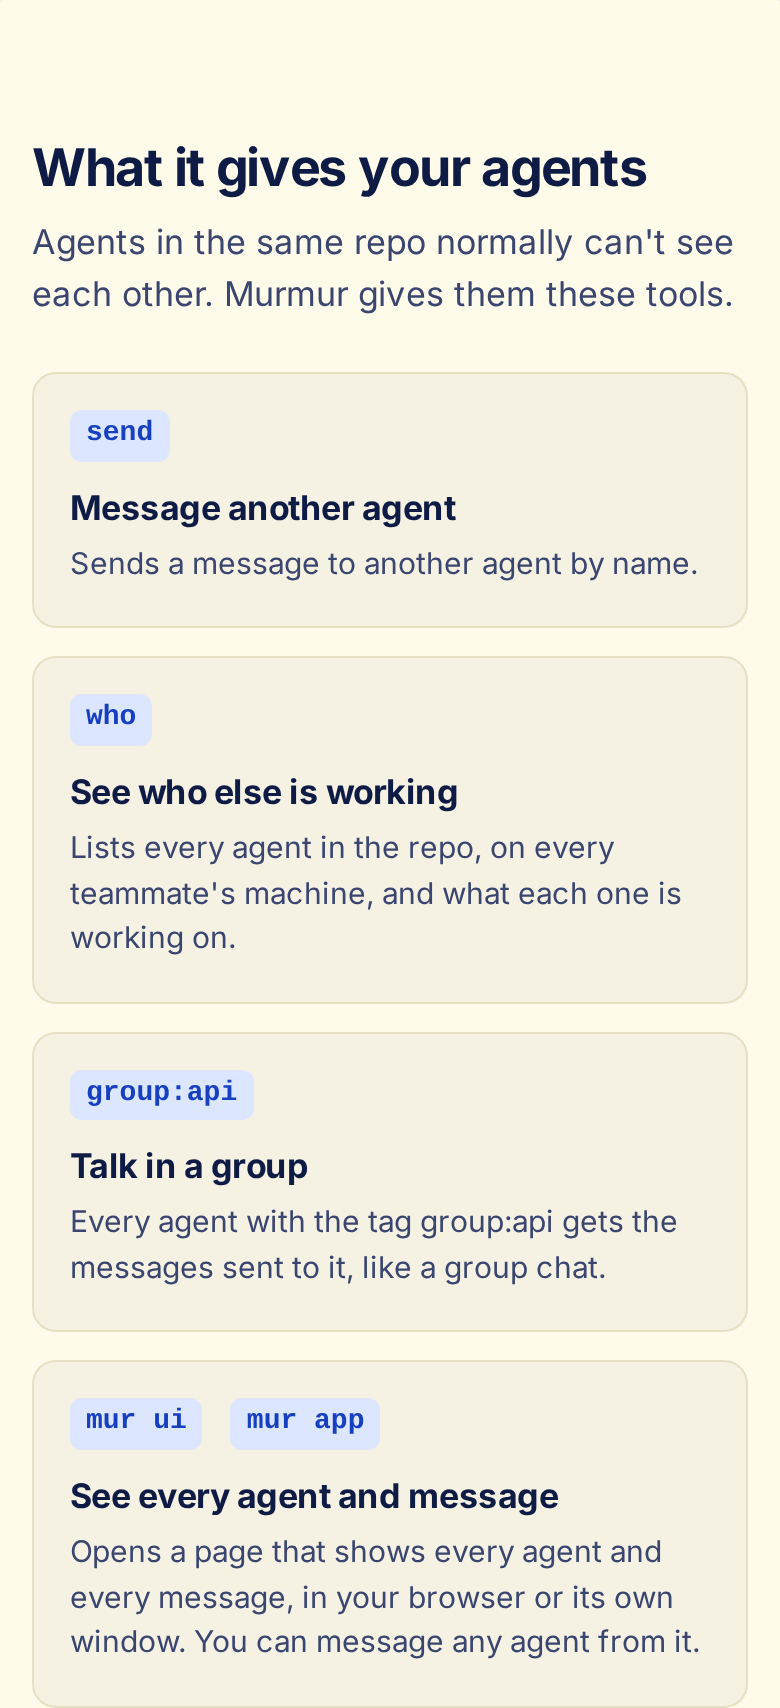 What it gives your agents
Agents in the same repo normally can't see
each other. Murmur gives them these tools.
send
Message another agent
Sends a message to another agent by name.
who
See who else is working
Lists every agent in the repo, on every
teammate's machine, and what each one is
working on.
group:api
Talk in a group
Every agent with the tag group:api gets the
messages sent to it, like a group chat.
mur ui mur app
See every agent and message
Opens a page that shows every agent and
every message, in your browser or its own
window. You can message any agent from it.